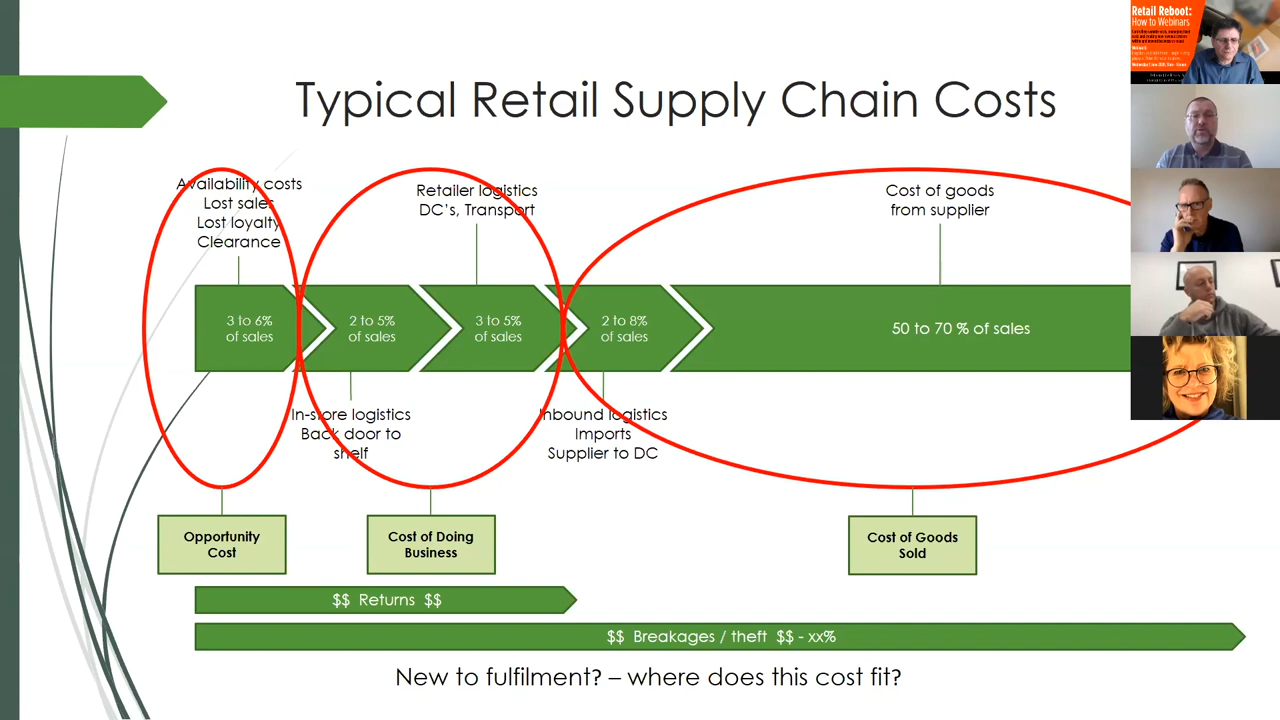 Retail Reboot:
How to Webinars
Typical Retail Supply Chain Costs
Availability costs
Lost sales
Lost loyalty
Clearance
Retailer logistics
DC's, Transport
Cost of goods
from supplier
3 to 6%
of sales
2 to 5%
of sales
3 to 5%
of sales
2 to 8%
of sales
50 to 70 % of sales
In-store logistics
Back door to
shelf
Inbound logistics
Imports
Supplier to DC
Opportunity
Cost
Cost of Doing
Business
Cost of Goods
Sold
$$ Returns $$
$$ Breakages / theft $$ - xx%
New to fulfilment? – where does this cost fit?